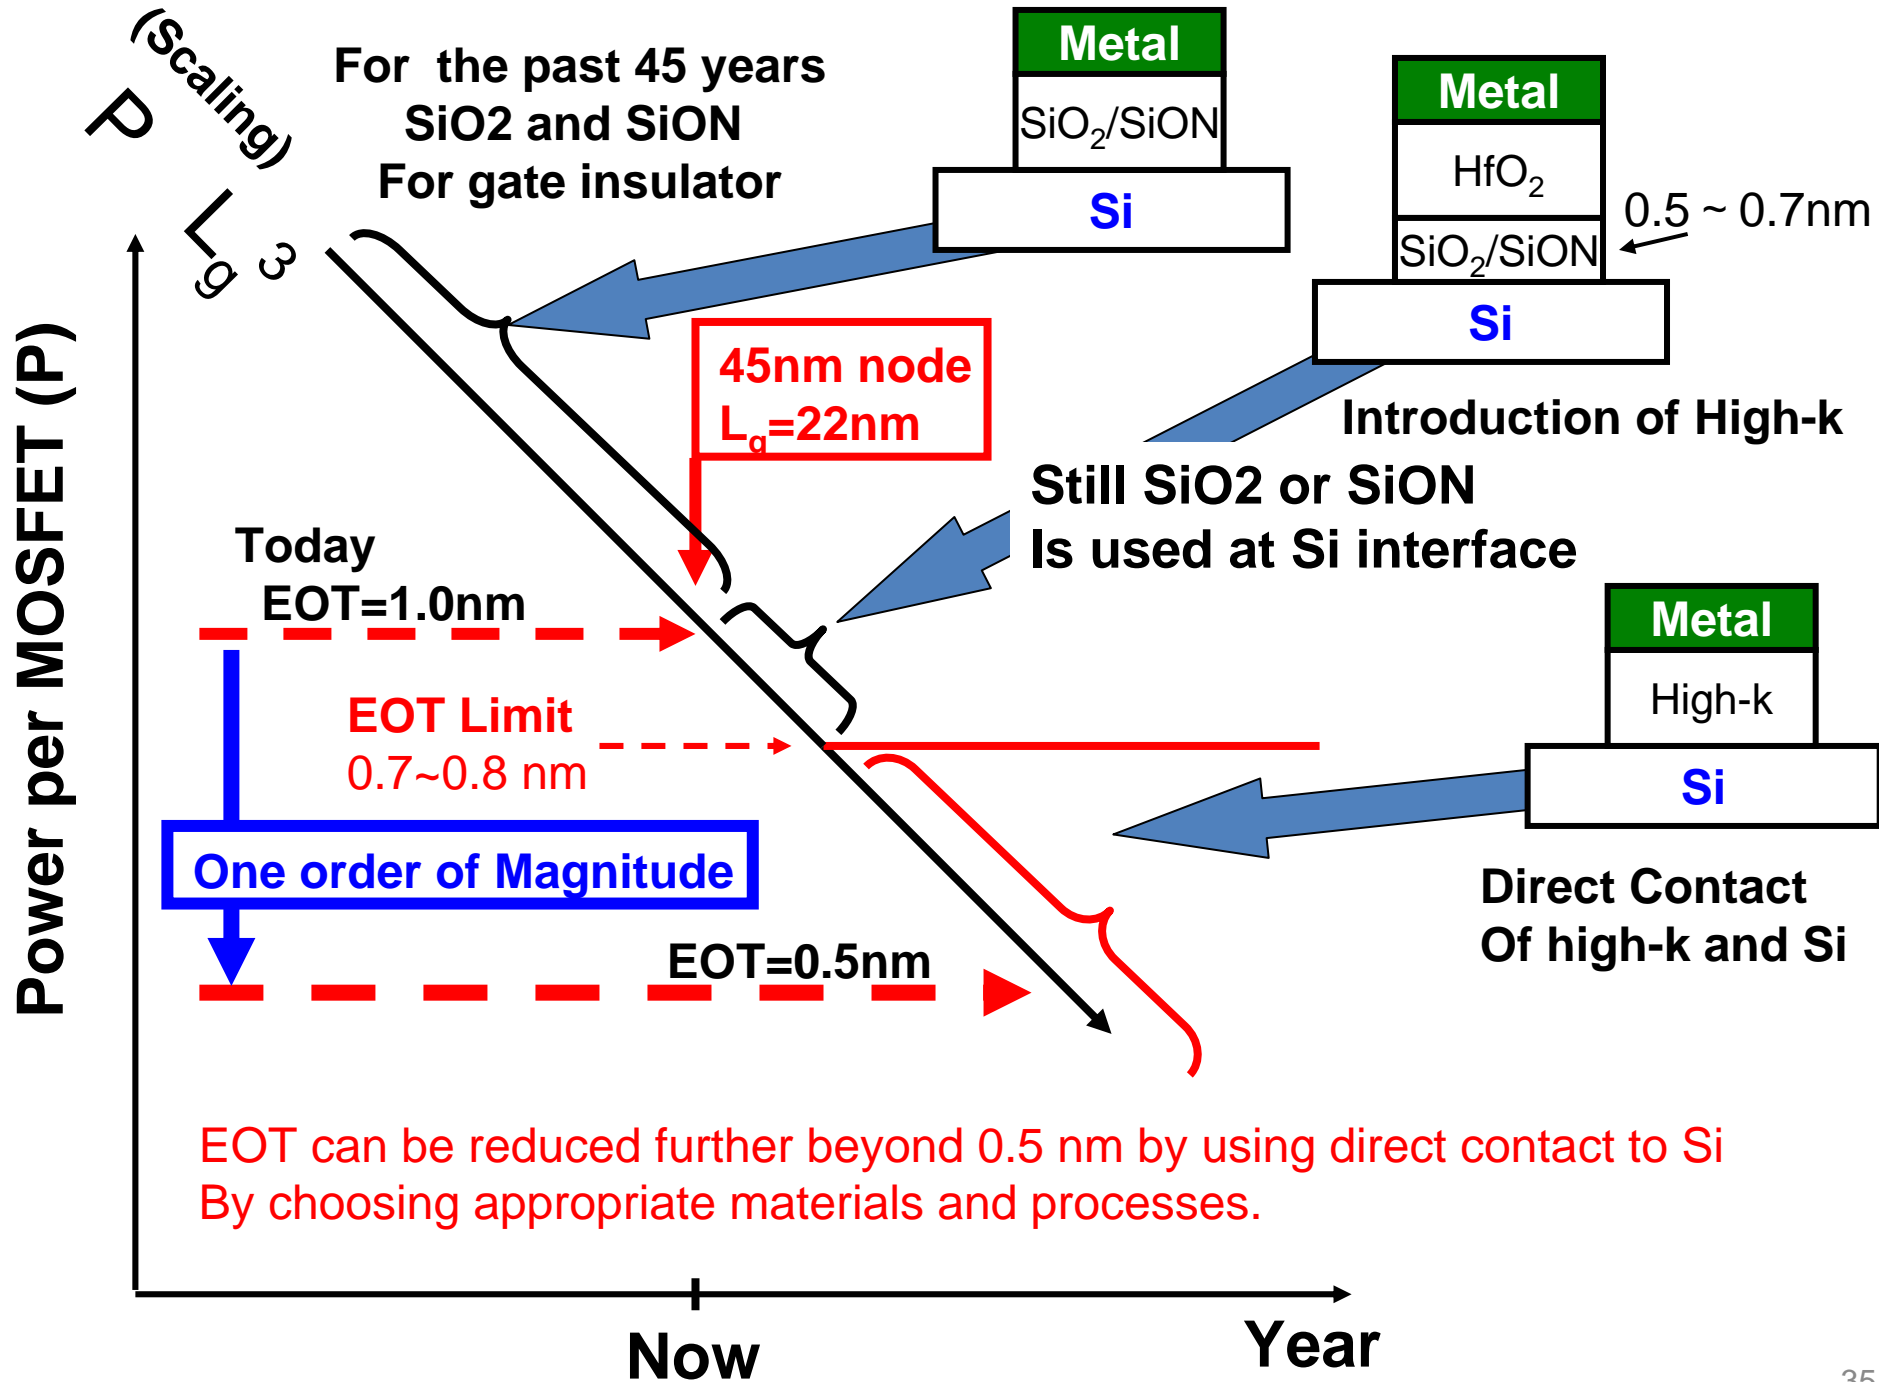 (Scaling)
P
Lg 3
For the past 45 years
SiO2 and SiON
For gate insulator
Metal
SiO2/SiON
Si
Metal
HfO2
SiO2/SiON
Si
0.5 ~ 0.7nm
Introduction of High-k
45nm node
Lg=22nm
Still SiO2 or SiON
Is used at Si interface
Today
EOT=1.0nm
EOT Limit
0.7~0.8 nm
Metal
High-k
Si
One order of Magnitude
Direct Contact
Of high-k and Si
EOT=0.5nm
Power per MOSFET (P)
EOT can be reduced further beyond 0.5 nm by using direct contact to Si
By choosing appropriate materials and processes.
Now
Year
35